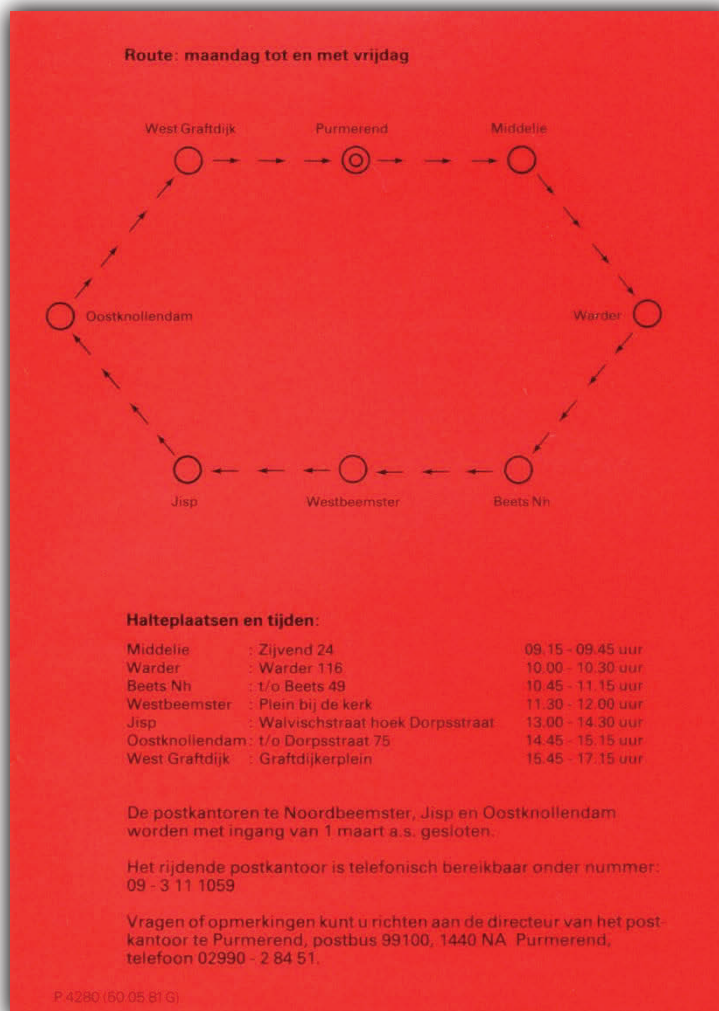 Route: maandag tot en met vrijdag
West Graftdijk
Purmerend
Middelie
Oostknollendam
Warder
Jisp
Westbeemster
Beets Nh
Halteplaatsen en tijden:
Middelie : Zijvend 24 09.15 - 09.45 uur
Warder : Warder 116 10.00 - 10.30 uur
Beets Nh : t/o Beets 49 10.45 - 11.15 uur
Westbeemster : Plein bij de kerk 11.30 - 12.00 uur
Jisp : Walvischstraat hoek Dorpsstraat 13.00 - 14.30 uur
Oostknollendam : t/o Dorpsstraat 75 14.45 - 15.15 uur
West Graftdijk : Graftdijkerplein 15.45 - 17.15 uur
De postkantoren te Noordbeemster, Jisp en Oostknollendam
worden met ingang van 1 maart a.s. gesloten.
Het rijdende postkantoor is telefonisch bereikbaar onder nummer:
09 - 3 11 1059
Vragen of opmerkingen kunt u richten aan de directeur van het post-
kantoor te Purmerend, postbus 99100, 1440 NA Purmerend,
telefoon 02990 - 2 84 51.
P 4280 (50 05 81 G)